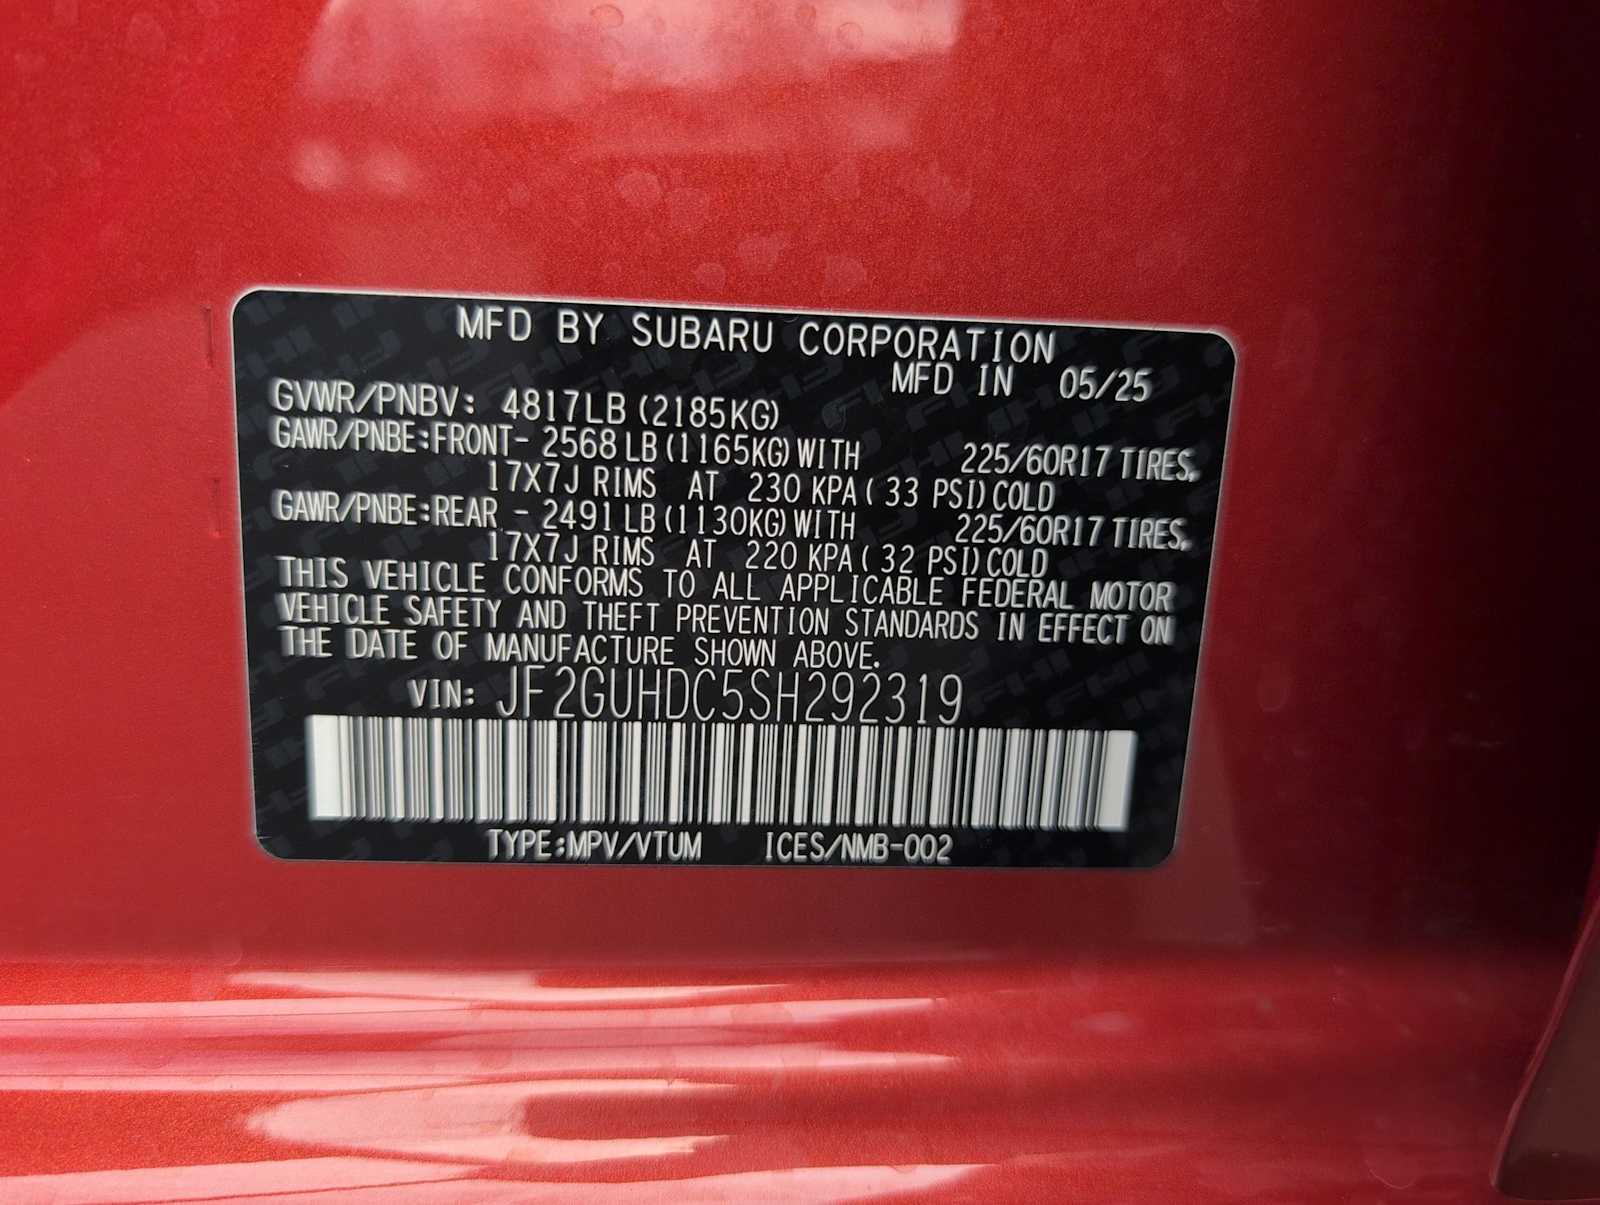 MFD BY SUBARU CORPORATION
MFD IN 05/25
GVWR/PNBV: 4817LB (2185KG)
GAWR/PNBE:FRONT- 2568 LB (1165KG) WITH 225/60R17 TIRES,
17X7J RIMS AT 230 KPA ( 33 PSI) COLD
GAWR/PNBE:REAR - 2491 LB (1130KG) WITH 225/60R17 TIRES,
17X7J RIMS AT 220 KPA ( 32 PSI) COLD
THIS VEHICLE CONFORMS TO ALL APPLICABLE FEDERAL MOTOR
VEHICLE SAFETY AND THEFT PREVENTION STANDARDS IN EFFECT ON
THE DATE OF MANUFACTURE SHOWN ABOVE.
VIN: JF2GUHDC5SH292319
TYPE:MPV/VTUM ICES/NMB-002